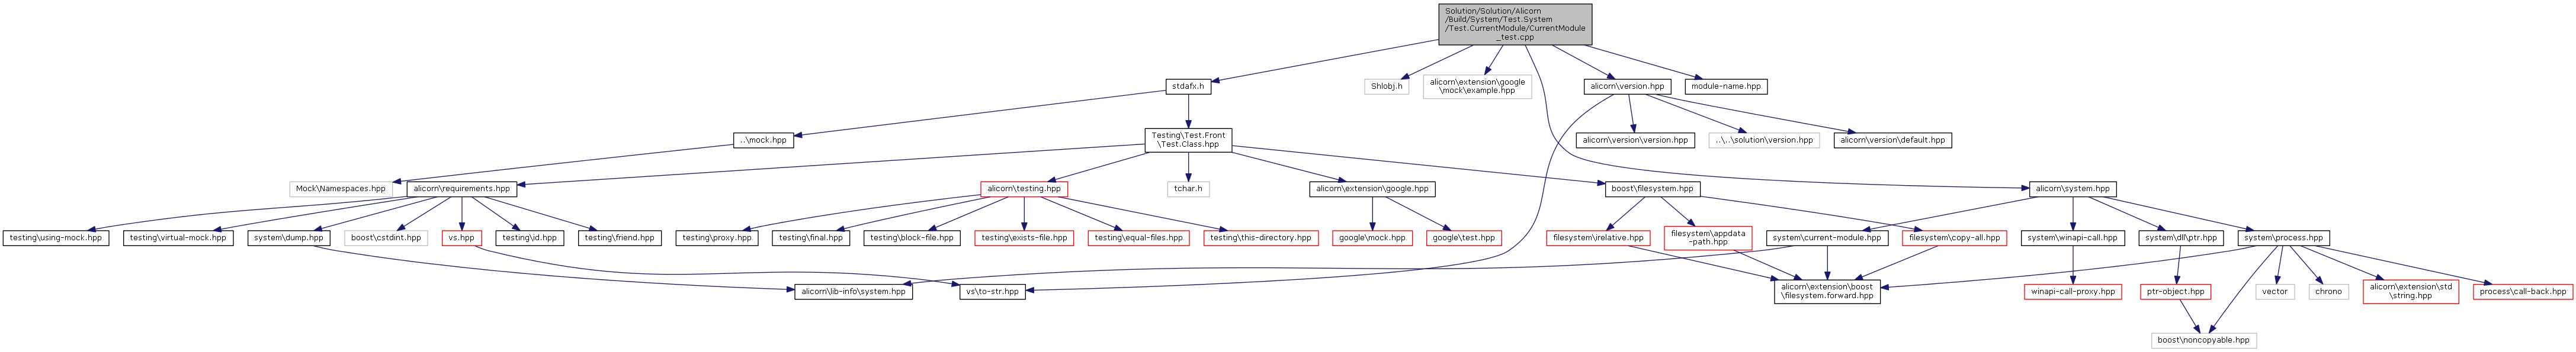 Solution/Solution/Alicorn
/Build/System/Test.System
/Test.CurrentModule/CurrentModule
_test.cpp
stdafx.h
Shlobj.h
alicorn\extension\google
\mock\example.hpp
alicorn\version.hpp
module-name.hpp
..\mock.hpp
Testing\Test.Front
\Test.Class.hpp
alicorn\version\version.hpp
..\..\solution\version.hpp
alicorn\version\default.hpp
Mock\Namespaces.hpp
alicorn\requirements.hpp
alicorn\testing.hpp
tchar.h
alicorn\extension\google.hpp
boost\filesystem.hpp
alicorn\system.hpp
testing\using-mock.hpp
testing\virtual-mock.hpp
system\dump.hpp
boost\cstdint.hpp
vs.hpp
testing\id.hpp
testing\friend.hpp
testing\proxy.hpp
testing\final.hpp
testing\block-file.hpp
testing\exists-file.hpp
testing\equal-files.hpp
testing\this-directory.hpp
google\mock.hpp
google\test.hpp
filesystem\relative.hpp
filesystem\appdata
-path.hpp
system\current-module.hpp
filesystem\copy-all.hpp
system\winapi-call.hpp
system\dll\ptr.hpp
system\process.hpp
alicorn\lib-info\system.hpp
vs\to-str.hpp
alicorn\extension\boost
\filesystem.forward.hpp
winapi-call-proxy.hpp
ptr-object.hpp
vector
chrono
alicorn\extension\std
\string.hpp
process\call-back.hpp
boost\noncopyable.hpp